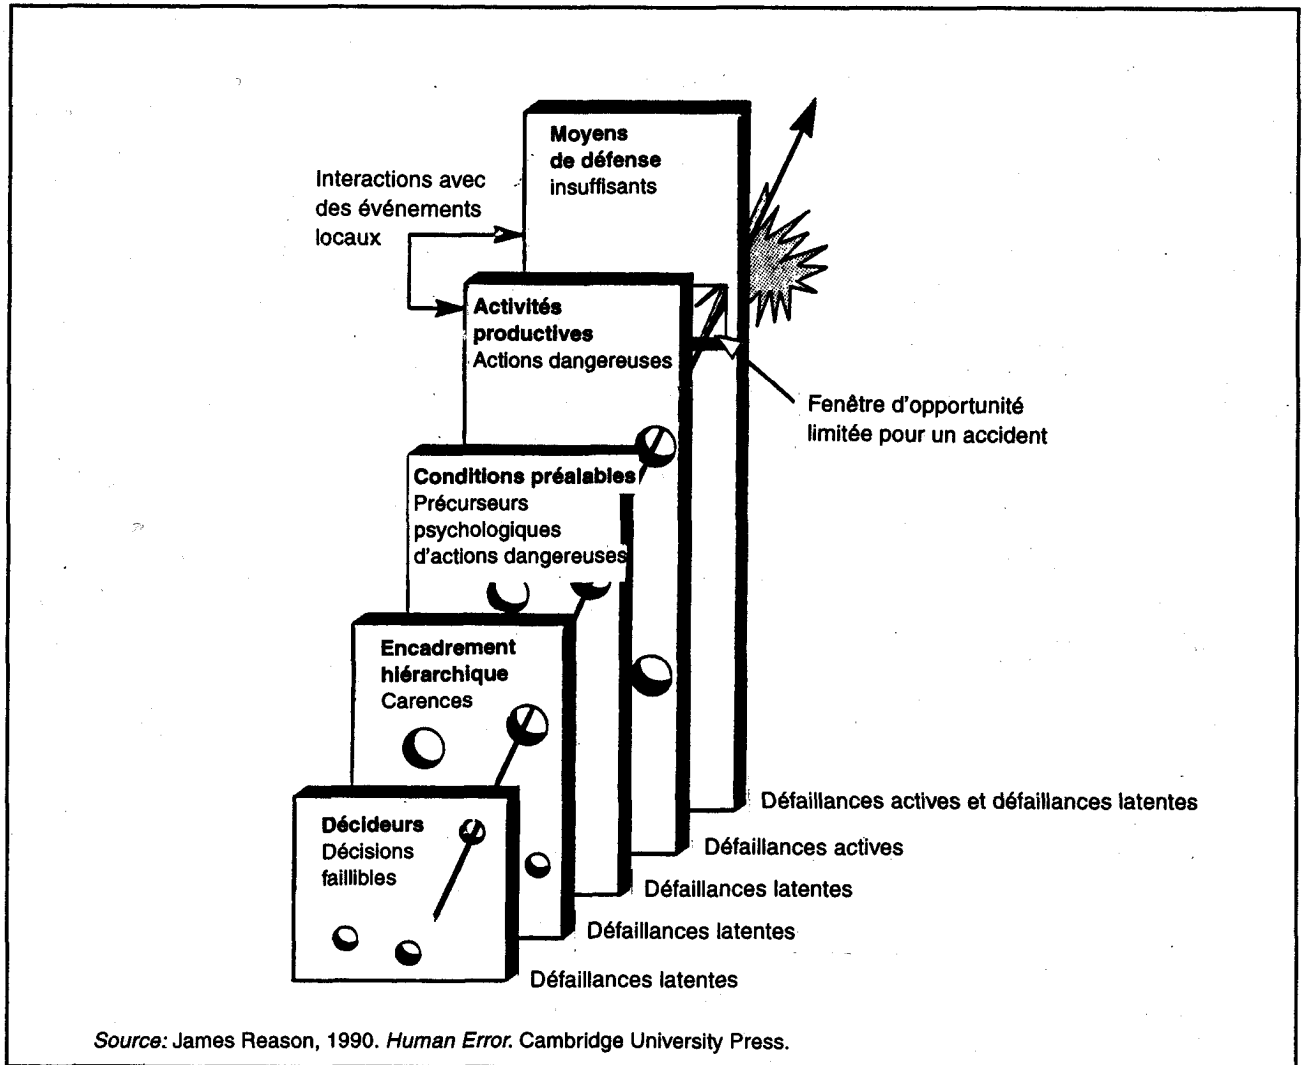 Moyens
de défense
insuffisants
Interactions avec
des événements
locaux
Activités
productives
Actions dangereuses
Fenêtre d'opportunité
limitée pour un accident
Conditions préalables
Précurseurs
psychologiques
d'actions dangereuses
Encadrement
hiérarchique
Carences
Décideurs
Décisions
faillibles
Défaillances actives et défaillances latentes
Défaillances actives
Défaillances latentes
Défaillances latentes
Défaillances latentes
Source: James Reason, 1990. Human Error. Cambridge University Press.